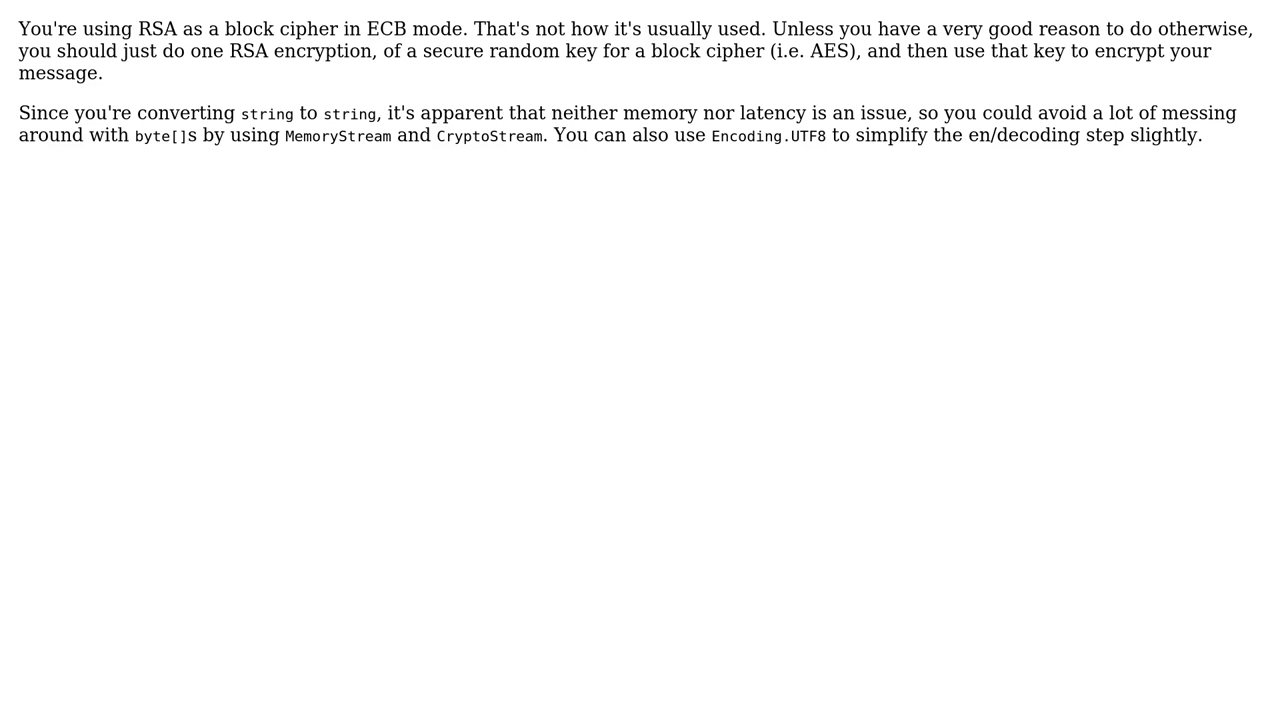 You're using RSA as a block cipher in ECB mode. That's not how it's usually used. Unless you have a very good reason to do otherwise,
you should just do one RSA encryption, of a secure random key for a block cipher (i.e. AES), and then use that key to encrypt your
message.
Since you're converting string to string, it's apparent that neither memory nor latency is an issue, so you could avoid a lot of messing
around with byte[]s by using MemoryStream and CryptoStream. You can also use Encoding.UTF8 to simplify the en/decoding step slightly.